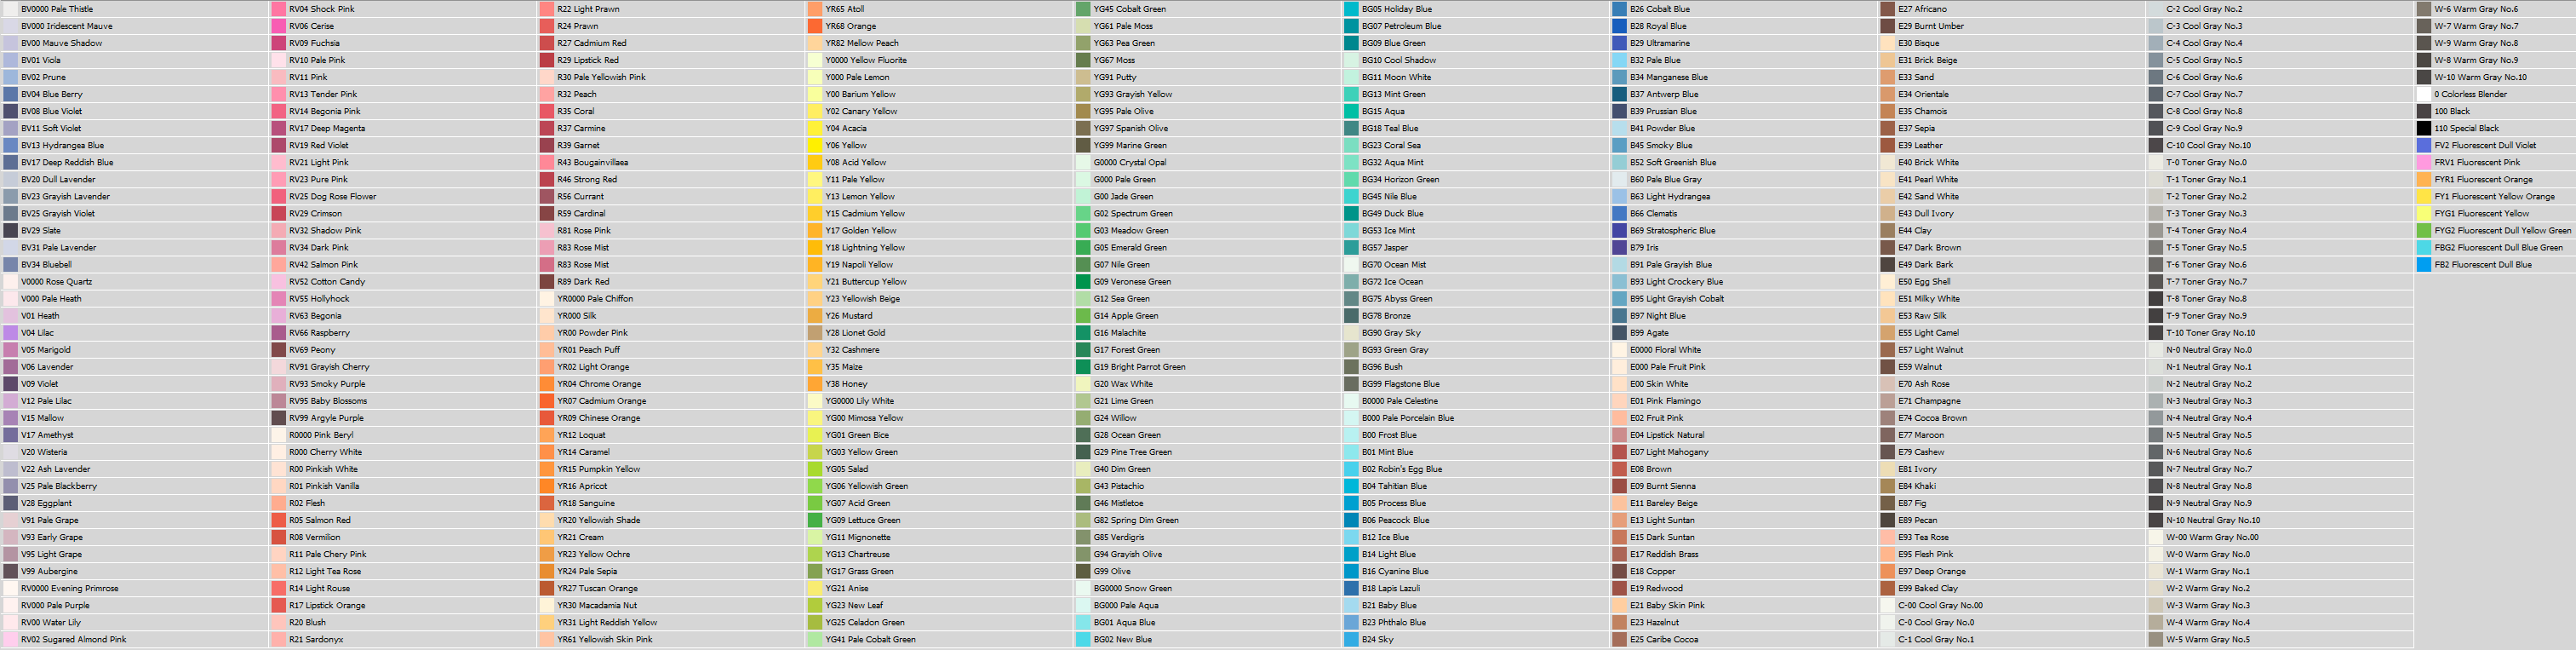 BV0000 Pale Thistle
BV000 Iridescent Mauve
BV00 Mauve Shadow
BV01 Viola
BV02 Prune
BV04 Blue Berry
BV08 Blue Violet
BV11 Soft Violet
BV13 Hydrangea Blue
BV17 Deep Reddish Blue
BV20 Dull Lavender
BV23 Grayish Lavender
BV25 Grayish Violet
BV29 Slate
BV31 Pale Lavender
BV34 Bluebell
V0000 Rose Quartz
V000 Pale Heath
V01 Heath
V04 Lilac
V05 Marigold
V06 Lavender
V09 Violet
V12 Pale Lilac
V15 Mallow
V17 Amethyst
V20 Wisteria
V22 Ash Lavender
V25 Pale Blackberry
V28 Eggplant
V91 Pale Grape
V93 Early Grape
V95 Light Grape
V99 Aubergine
RV0000 Evening Primrose
RV000 Pale Purple
RV00 Water Lily
RV02 Sugared Almond Pink
RV04 Shock Pink
RV06 Cerise
RV09 Fuchsia
RV10 Pale Pink
RV11 Pink
RV13 Tender Pink
RV14 Begonia Pink
RV17 Deep Magenta
RV19 Red Violet
RV21 Light Pink
RV23 Pure Pink
RV25 Dog Rose Flower
RV29 Crimson
RV32 Shadow Pink
RV34 Dark Pink
RV42 Salmon Pink
RV52 Cotton Candy
RV55 Hollyhock
RV63 Begonia
RV66 Raspberry
RV69 Peony
RV91 Grayish Cherry
RV93 Smoky Purple
RV95 Baby Blossoms
RV99 Argyle Purple
R0000 Pink Beryl
R000 Cherry White
R00 Pinkish White
R01 Pinkish Vanilla
R02 Flesh
R05 Salmon Red
R08 Vermilion
R11 Pale Chery Pink
R12 Light Tea Rose
R14 Light Rouse
R17 Lipstick Orange
R20 Blush
R21 Sardonyx
R22 Light Prawn
R24 Prawn
R27 Cadmium Red
R29 Lipstick Red
R30 Pale Yellowish Pink
R32 Peach
R35 Coral
R37 Carmine
R39 Garnet
R43 Bougainvillaea
R46 Strong Red
R56 Currant
R59 Cardinal
R81 Rose Pink
R83 Rose Mist
R83 Rose Mist
R89 Dark Red
YR0000 Pale Chiffon
YR000 Silk
YR00 Powder Pink
YR01 Peach Puff
YR02 Light Orange
YR04 Chrome Orange
YR07 Cadmium Orange
YR09 Chinese Orange
YR12 Loquat
YR14 Caramel
YR15 Pumpkin Yellow
YR16 Apricot
YR18 Sanguine
YR20 Yellowish Shade
YR21 Cream
YR23 Yellow Ochre
YR24 Pale Sepia
YR27 Tuscan Orange
YR30 Macadamia Nut
YR31 Light Reddish Yellow
YR61 Yellowish Skin Pink
YR65 Atoll
YR68 Orange
YR82 Mellow Peach
Y0000 Yellow Fluorite
Y000 Pale Lemon
Y00 Barium Yellow
Y02 Canary Yellow
Y04 Acacia
Y06 Yellow
Y08 Acid Yellow
Y11 Pale Yellow
Y13 Lemon Yellow
Y15 Cadmium Yellow
Y17 Golden Yellow
Y18 Lightning Yellow
Y19 Napoli Yellow
Y21 Buttercup Yellow
Y23 Yellowish Beige
Y26 Mustard
Y28 Lionet Gold
Y32 Cashmere
Y35 Maize
Y38 Honey
YG0000 Lily White
YG00 Mimosa Yellow
YG01 Green Bice
YG03 Yellow Green
YG05 Salad
YG06 Yellowish Green
YG07 Acid Green
YG09 Lettuce Green
YG11 Mignonette
YG13 Chartreuse
YG17 Grass Green
YG21 Anise
YG23 New Leaf
YG25 Celadon Green
YG41 Pale Cobalt Green
YG45 Cobalt Green
YG61 Pale Moss
YG63 Pea Green
YG67 Moss
YG91 Putty
YG93 Grayish Yellow
YG95 Pale Olive
YG97 Spanish Olive
YG99 Marine Green
G0000 Crystal Opal
G000 Pale Green
G00 Jade Green
G02 Spectrum Green
G03 Meadow Green
G05 Emerald Green
G07 Nile Green
G09 Veronese Green
G12 Sea Green
G14 Apple Green
G16 Malachite
G17 Forest Green
G19 Bright Parrot Green
G20 Wax White
G21 Lime Green
G24 Willow
G28 Ocean Green
G29 Pine Tree Green
G40 Dim Green
G43 Pistachio
G46 Mistletoe
G82 Spring Dim Green
G85 Verdigris
G94 Grayish Olive
G99 Olive
BG0000 Snow Green
BG000 Pale Aqua
BG01 Aqua Blue
BG02 New Blue
BG05 Holiday Blue
BG07 Petroleum Blue
BG09 Blue Green
BG10 Cool Shadow
BG11 Moon White
BG13 Mint Green
BG15 Aqua
BG18 Teal Blue
BG23 Coral Sea
BG32 Aqua Mint
BG34 Horizon Green
BG45 Nile Blue
BG49 Duck Blue
BG53 Ice Mint
BG57 Jasper
BG70 Ocean Mist
BG72 Ice Ocean
BG75 Abyss Green
BG78 Bronze
BG90 Gray Sky
BG93 Green Gray
BG96 Bush
BG99 Flagstone Blue
B0000 Pale Celestine
B000 Pale Porcelain Blue
B00 Frost Blue
B01 Mint Blue
B02 Robin's Egg Blue
B04 Tahitian Blue
B05 Process Blue
B06 Peacock Blue
B12 Ice Blue
B14 Light Blue
B16 Cyanine Blue
B18 Lapis Lazuli
B21 Baby Blue
B23 Phthalo Blue
B24 Sky
B26 Cobalt Blue
B28 Royal Blue
B29 Ultramarine
B32 Pale Blue
B34 Manganese Blue
B37 Antwerp Blue
B39 Prussian Blue
B41 Powder Blue
B45 Smoky Blue
B52 Soft Greenish Blue
B60 Pale Blue Gray
B63 Light Hydrangea
B66 Clematis
B69 Stratospheric Blue
B79 Iris
B91 Pale Grayish Blue
B93 Light Crockery Blue
B95 Light Grayish Cobalt
B97 Night Blue
B99 Agate
E0000 Floral White
E000 Pale Fruit Pink
E00 Skin White
E01 Pink Flamingo
E02 Fruit Pink
E04 Lipstick Natural
E07 Light Mahogany
E08 Brown
E09 Burnt Sienna
E11 Bareley Beige
E13 Light Suntan
E15 Dark Suntan
E17 Reddish Brass
E18 Copper
E19 Redwood
E21 Baby Skin Pink
E23 Hazelnut
E25 Caribe Cocoa
E27 Africano
E29 Burnt Umber
E30 Bisque
E31 Brick Beige
E33 Sand
E34 Orientale
E35 Chamois
E37 Sepia
E39 Leather
E40 Brick White
E41 Pearl White
E42 Sand White
E43 Dull Ivory
E44 Clay
E47 Dark Brown
E49 Dark Bark
E50 Egg Shell
E51 Milky White
E53 Raw Silk
E55 Light Camel
E57 Light Walnut
E59 Walnut
E70 Ash Rose
E71 Champagne
E74 Cocoa Brown
E77 Maroon
E79 Cashew
E81 Ivory
E84 Khaki
E87 Fig
E89 Pecan
E93 Tea Rose
E95 Flesh Pink
E97 Deep Orange
E99 Baked Clay
C-00 Cool Gray No.00
C-0 Cool Gray No.0
C-1 Cool Gray No.1
C-2 Cool Gray No.2
C-3 Cool Gray No.3
C-4 Cool Gray No.4
C-5 Cool Gray No.5
C-6 Cool Gray No.6
C-7 Cool Gray No.7
C-8 Cool Gray No.8
C-9 Cool Gray No.9
C-10 Cool Gray No.10
T-0 Toner Gray No.0
T-1 Toner Gray No.1
T-2 Toner Gray No.2
T-3 Toner Gray No.3
T-4 Toner Gray No.4
T-5 Toner Gray No.5
T-6 Toner Gray No.6
T-7 Toner Gray No.7
T-8 Toner Gray No.8
T-9 Toner Gray No.9
T-10 Toner Gray No.10
N-0 Neutral Gray No.0
N-1 Neutral Gray No.1
N-2 Neutral Gray No.2
N-3 Neutral Gray No.3
N-4 Neutral Gray No.4
N-5 Neutral Gray No.5
N-6 Neutral Gray No.6
N-7 Neutral Gray No.7
N-8 Neutral Gray No.8
N-9 Neutral Gray No.9
N-10 Neutral Gray No.10
W-00 Warm Gray No.00
W-0 Warm Gray No.0
W-1 Warm Gray No.1
W-2 Warm Gray No.2
W-3 Warm Gray No.3
W-4 Warm Gray No.4
W-5 Warm Gray No.5
W-6 Warm Gray No.6
W-7 Warm Gray No.7
W-9 Warm Gray No.8
W-8 Warm Gray No.9
W-10 Warm Gray No.10
0 Colorless Blender
100 Black
110 Special Black
FV2 Fluorescent Dull Violet
FRV1 Fluorescent Pink
FYR1 Fluorescent Orange
FY1 Fluorescent Yellow Orange
FYG1 Fluorescent Yellow
FYG2 Fluorescent Dull Yellow Green
FBG2 Fluorescent Dull Blue Green
FB2 Fluorescent Dull Blue